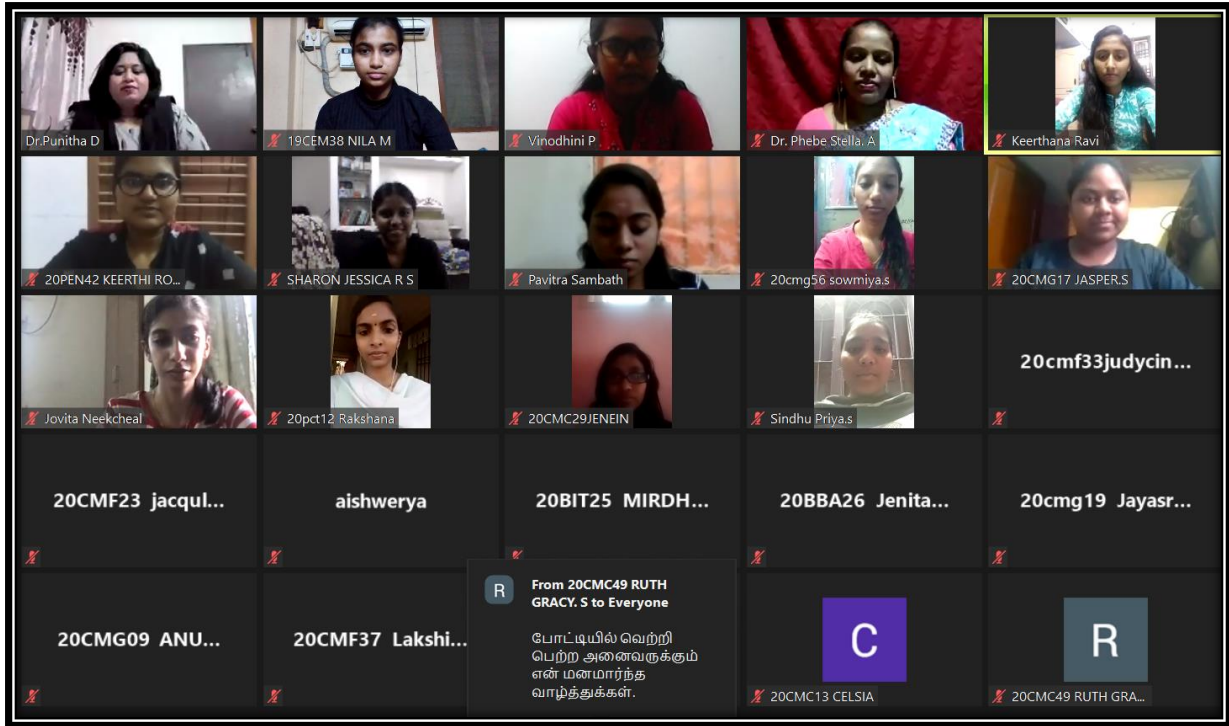 Dr.Punitha D
19CEM38 NILA M
Vinodhini P
Dr. Phebe Stella. A
Keerthana Ravi
20PEN42 KEERTHI RO...
SHARON JESSICA R S
Pavitra Sambath
20cmg56 sowmiya.s
20CMG17 JASPER.S
Jovita Neekcheal
20pct12 Rakshana
20CMC29JENEIN
Sindhu Priya.s
20cmf33judycin...
20CMF23 jacqul...
aishwerya
20BIT25 MIRDH...
20BBA26 Jenita...
20cmg19 Jayasr...
20CMG09 ANU...
20CMF37 Lakshi...
R
From 20CMC49 RUTH
GRACY. S to Everyone
போட்டியில் வெற்றி
பெற்ற அனைவருக்கும்
என் மனமார்ந்த
வாழ்த்துக்கள்.
C
20CMC13 CELSIA
R
20CMC49 RUTH GRA...